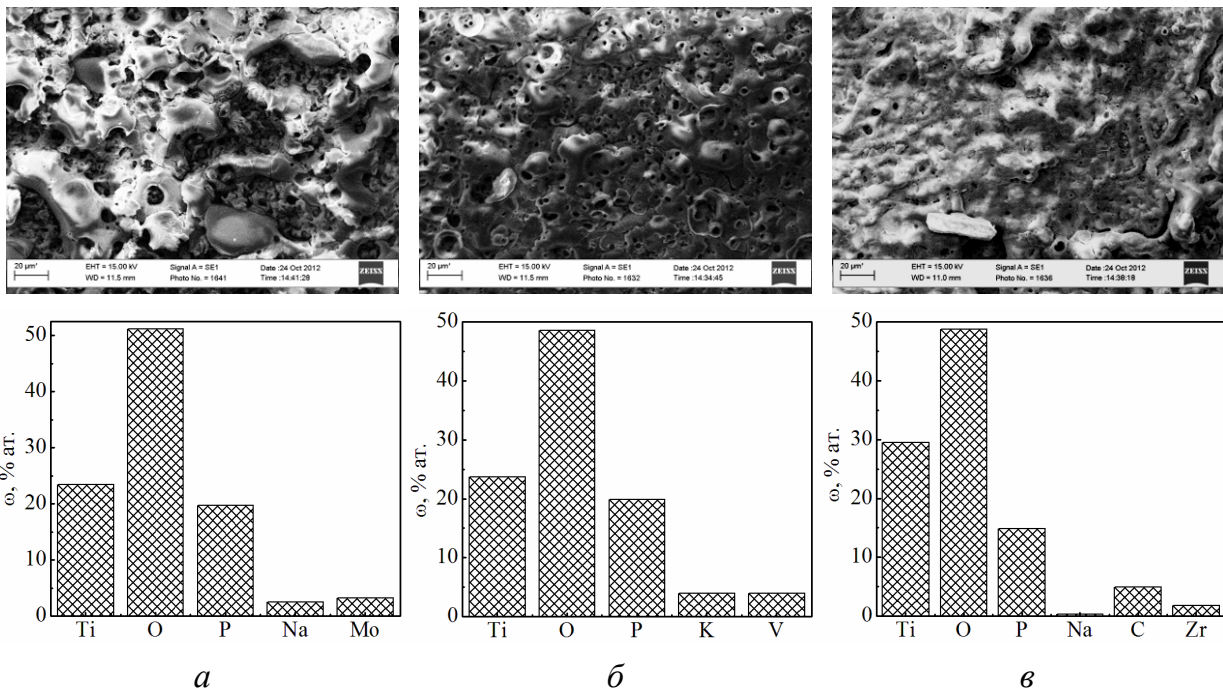 20 µm*
EHT = 15.00 kV Signal A = SE1 Date :24 Oct 2012
WD = 11.5 mm Photo No. = 1641 Time :14:41:28
ZEISS
20 µm*
EHT = 15.00 kV Signal A = SE1 Date :24 Oct 2012
WD = 11.5 mm Photo No. = 1632 Time :14:34:45
ZEISS
20 µm*
EHT = 15.00 kV Signal A = SE1 Date :24 Oct 2012
WD = 11.0 mm Photo No. = 1636 Time :14:38:18
ZEISS
ω, % ат.
50
40
30
20
10
0
Ti O P Na Mo
ω, % ат.
50
40
30
20
10
0
Ti O P K V
ω, % ат.
50
40
30
20
10
0
Ti O P Na C Zr
а б в